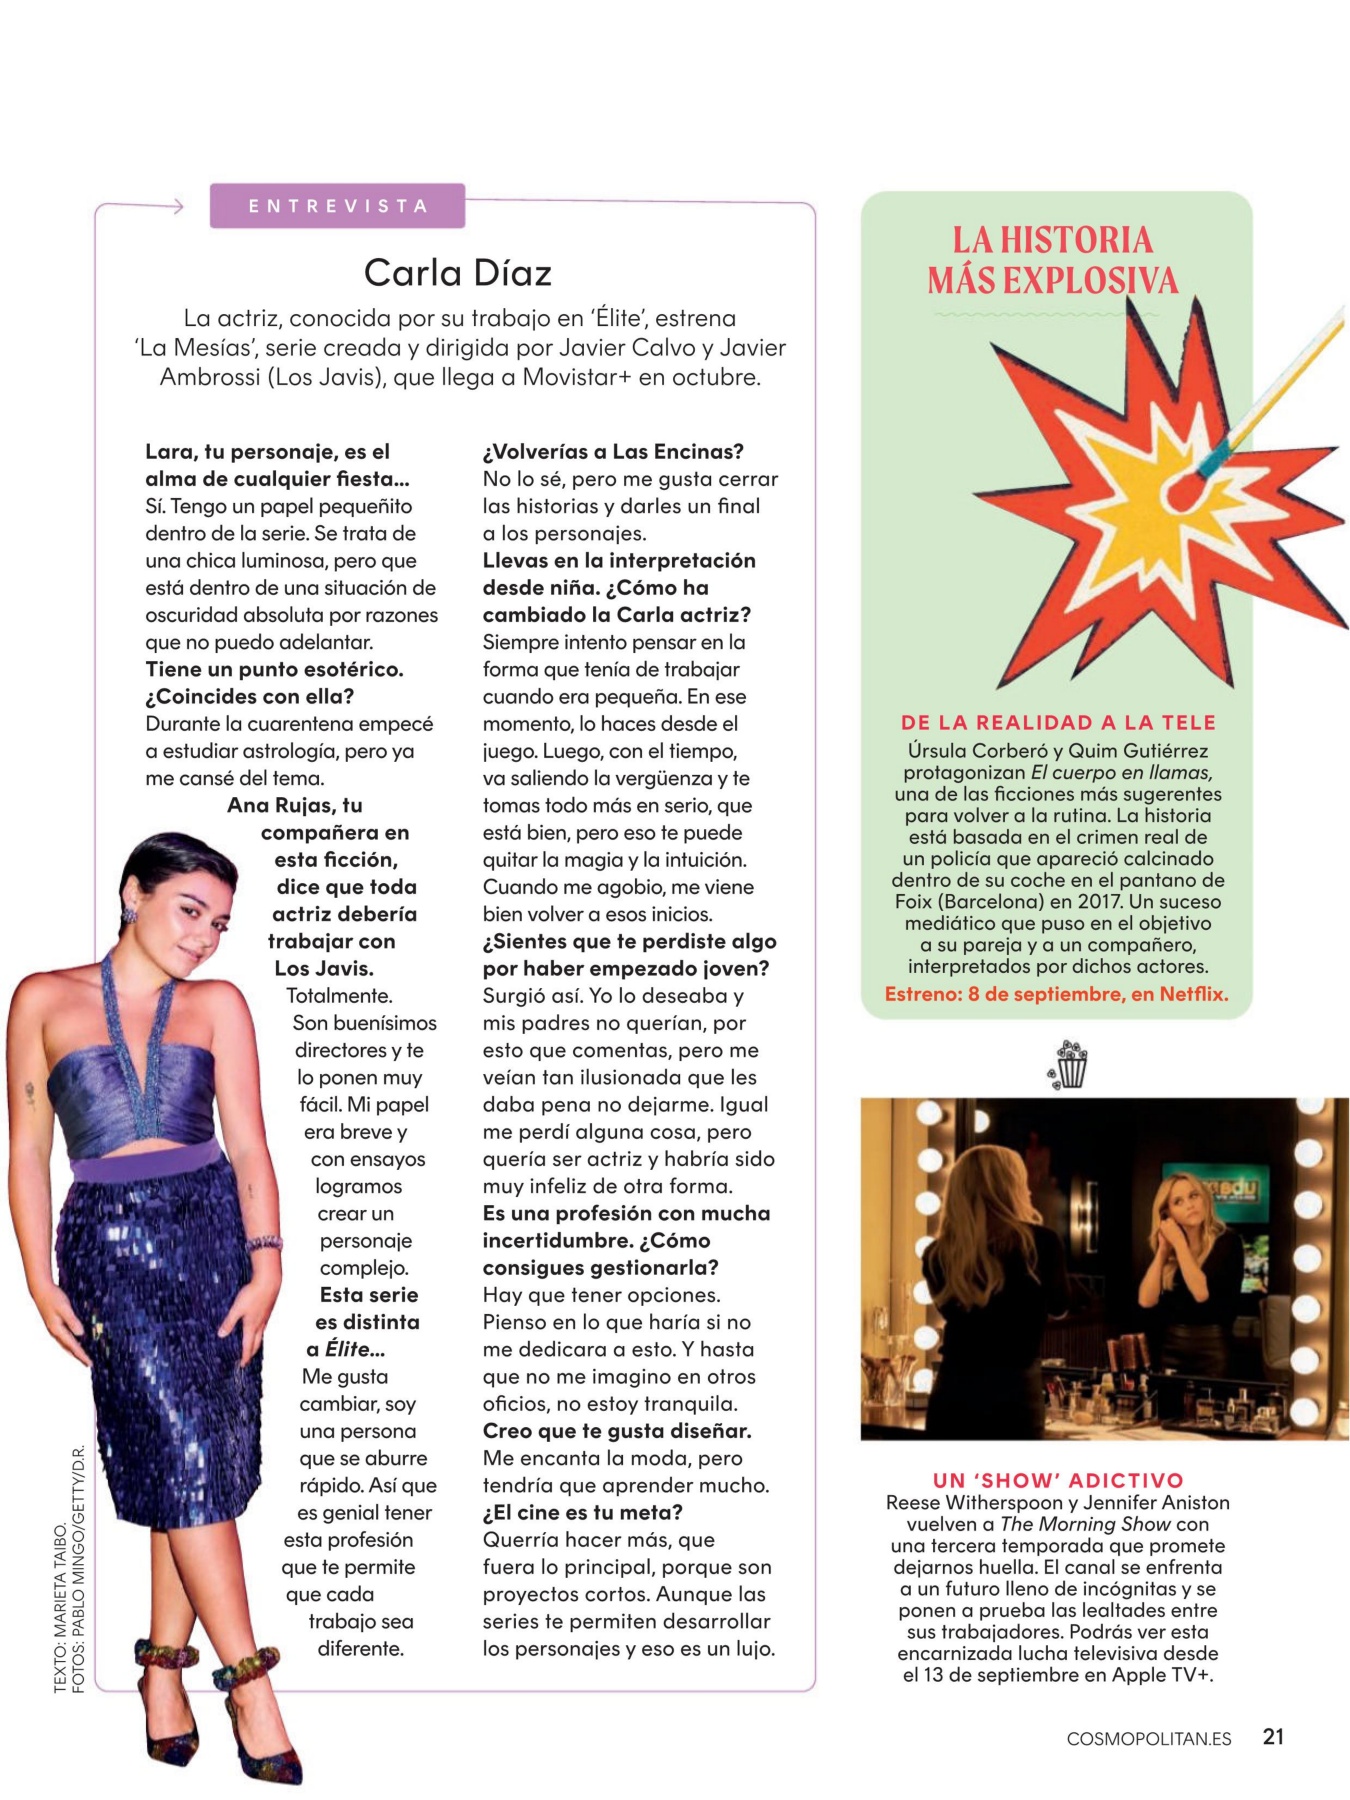 ENTREVISTA
Carla Díaz
La actriz, conocida por su trabajo en ‘Élite’, estrena
‘La Mesías’, serie creada y dirigida por Javier Calvo y Javier
Ambrossi (Los Javis), que llega a Movistar+ en octubre.
Lara, tu personaje, es el
alma de cualquier fiesta...
Sí. Tengo un papel pequeñito
dentro de la serie. Se trata de
una chica luminosa, pero que
está dentro de una situación de
oscuridad absoluta por razones
que no puedo adelantar.
Tiene un punto esotérico.
¿Coincides con ella?
Durante la cuarentena empecé
a estudiar astrología, pero ya
me cansé del tema.
Ana Rujas, tu
compañera en
esta ficción,
dice que toda
actriz debería
trabajar con
Los Javis.
Totalmente.
Son buenísimos
directores y te
lo ponen muy
fácil. Mi papel
era breve y
con ensayos
logramos
crear un
personaje
complejo.
Esta serie
es distinta
a Élite...
Me gusta
cambiar, soy
una persona
que se aburre
rápido. Así que
es genial tener
esta profesión
que te permite
que cada
trabajo sea
diferente.
¿Volverías a Las Encinas?
No lo sé, pero me gusta cerrar
las historias y darles un final
a los personajes.
Llevas en la interpretación
desde niña. ¿Cómo ha
cambiado la Carla actriz?
Siempre intento pensar en la
forma que tenía de trabajar
cuando era pequeña. En ese
momento, lo haces desde el
juego. Luego, con el tiempo,
va saliendo la vergüenza y te
tomas todo más en serio, que
está bien, pero eso te puede
quitar la magia y la intuición.
Cuando me agobio, me viene
bien volver a esos inicios.
¿Sientes que te perdiste algo
por haber empezado joven?
Surgió así. Yo lo deseaba y
mis padres no querían, por
esto que comentas, pero me
veían tan ilusionada que les
daba pena no dejarme. Igual
me perdí alguna cosa, pero
quería ser actriz y habría sido
muy infeliz de otra forma.
Es una profesión con mucha
incertidumbre. ¿Cómo
consigues gestionarla?
Hay que tener opciones.
Pienso en lo que haría si no
me dedicara a esto. Y hasta
que no me imagino en otros
oficios, no estoy tranquila.
Creo que te gusta diseñar.
Me encanta la moda, pero
tendría que aprender mucho.
¿El cine es tu meta?
Querría hacer más, que
fuera lo principal, porque son
proyectos cortos. Aunque las
series te permiten desarrollar
los personajes y eso es un lujo.
TEXTO: MARIETA TAIBO.
FOTOS: PABLO MINGO/GETTY/D.R.
LA HISTORIA
MÁS EXPLOSIVA
DE LA REALIDAD A LA TELE
Úrsula Corberó y Quim Gutiérrez
protagonizan El cuerpo en llamas,
una de las ficciones más sugerentes
para volver a la rutina. La historia
está basada en el crimen real de
un policía que apareció calcinado
dentro de su coche en el pantano de
Foix (Barcelona) en 2017. Un suceso
mediático que puso en el objetivo
a su pareja y a un compañero,
interpretados por dichos actores.
Estreno: 8 de septiembre, en Netflix.
UN ‘SHOW’ ADICTIVO
Reese Witherspoon y Jennifer Aniston
vuelven a The Morning Show con
una tercera temporada que promete
dejarnos huella. El canal se enfrenta
a un futuro lleno de incógnitas y se
ponen a prueba las lealtades entre
sus trabajadores. Podrás ver esta
encarnizada lucha televisiva desde
el 13 de septiembre en Apple TV+.
COSMOPOLITAN.ES 21